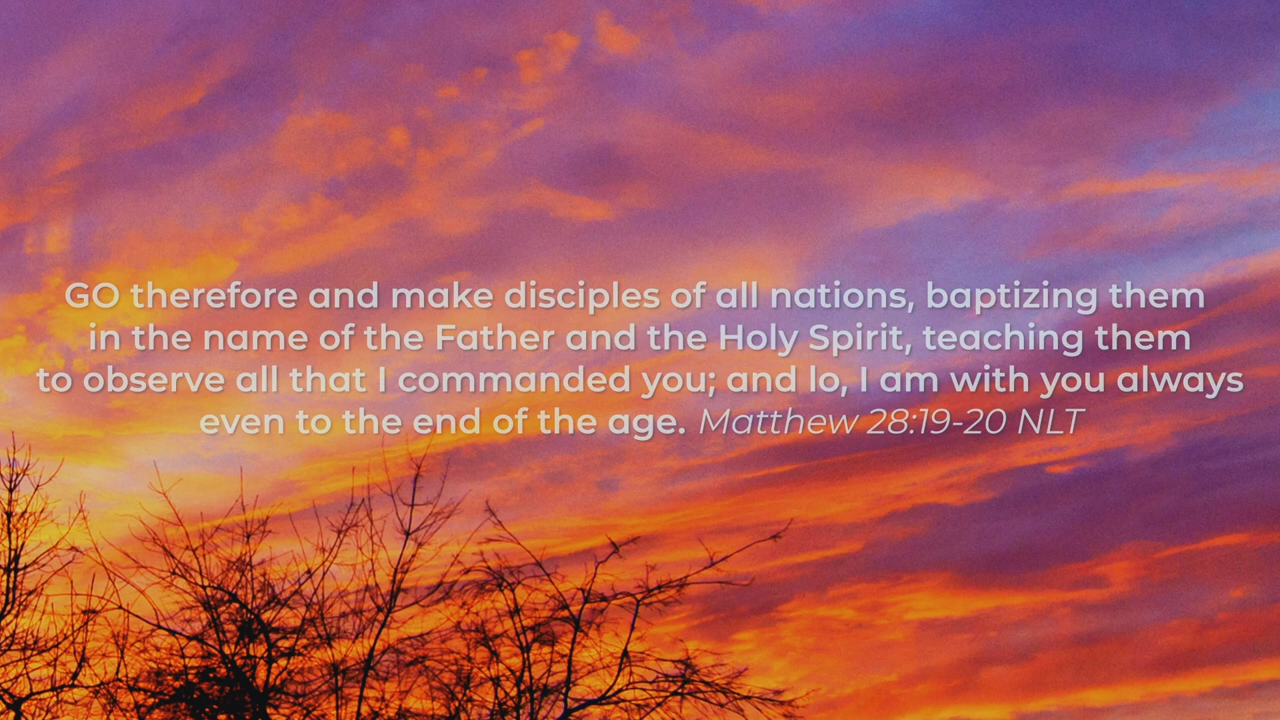 GO therefore and make disciples of all nations, baptizing them
in the name of the Father and the Holy Spirit, teaching them
to observe all that I commanded you; and lo, I am with you always
even to the end of the age. Matthew 28:19-20 NLT